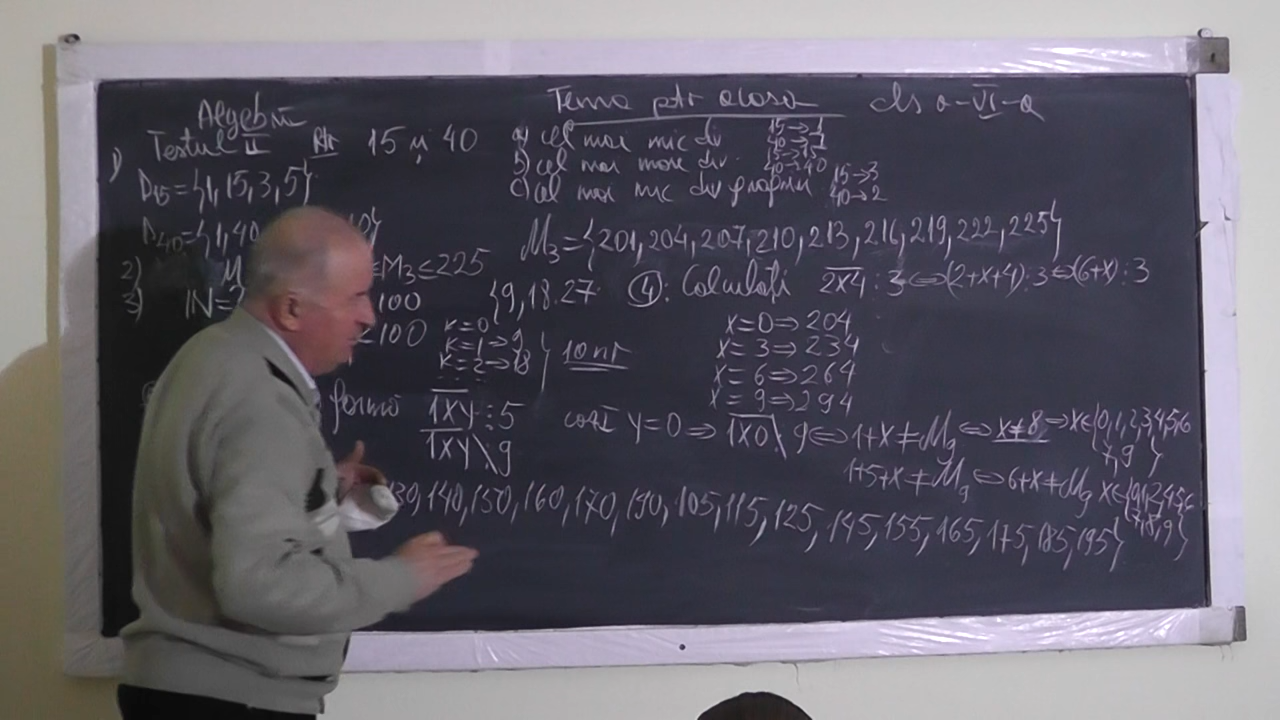 Algebră
Temă ptr acasă cls a-VI-a
Testul II Ptr 15 și 40
a) cel mai mic div 15→1
40→1
b) cel mai mare div. 15→15
40→40
c) cel mai mic div propriu 15→3
40→2
1)
D15={1,15,3,5}
D40={1,40 10}
M3={201,204,207,210,213,216,219,222,225}
2) M ≤M3≤225
3) IN= 100 {9,18.27
≤100
K=0
K=1→9
K=2→18
10 nr
④: Calculați 2x4 ⋮ 3 ⇔(2+x+4)⋮3⇔(6+x)⋮3
x=0⇒204
x=3⇒234
x=6⇒264
x=9⇒294
formă 1xy ⋮ 5
1xy \ 9
caz I y=0 ⇒ 1x0 \ 9 ⇔ 1+x ≠ M9 ⇔ x≠8 ⇒ x∈{0,1,2,3,4,5,6
7,9}
1+5+x ≠ M9 ⇔ 6+x ≠ M9 x∈{0,1,2,4,5,6
7,8,9}
130,140,150,160,170,190,105,115,125,145,155,165,175,185,195}